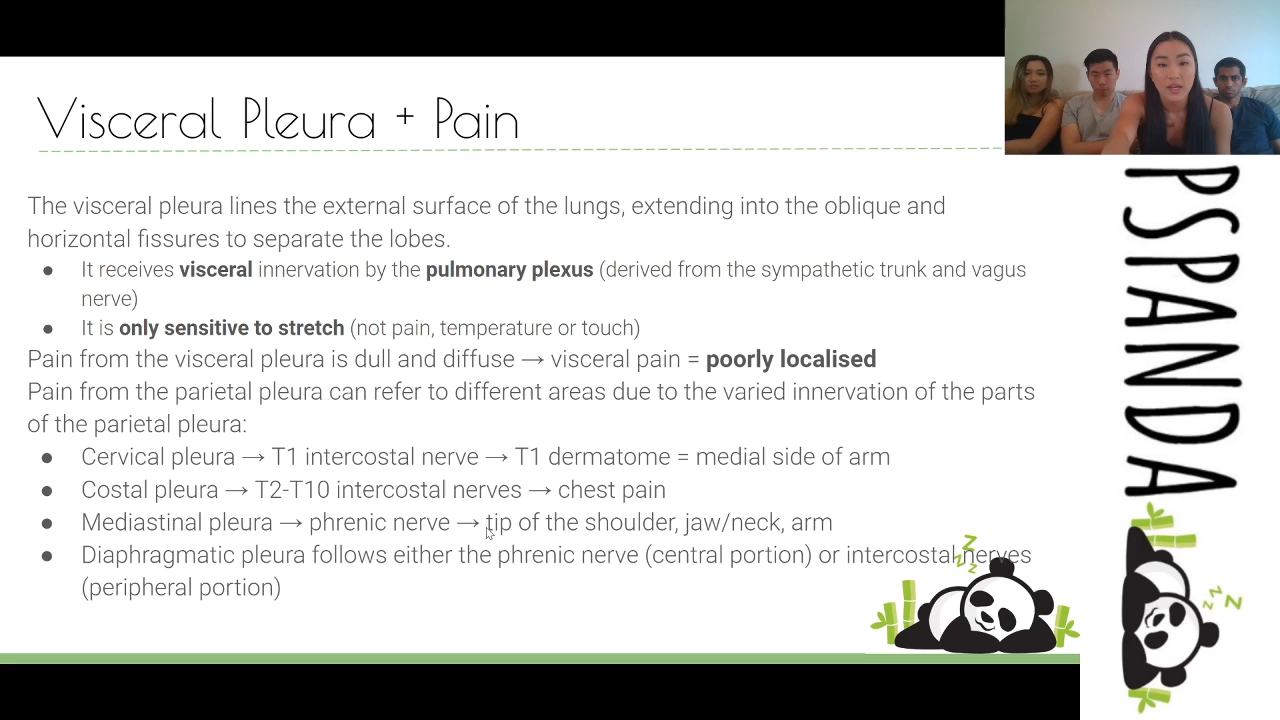 Visceral Pleura + Pain
The visceral pleura lines the external surface of the lungs, extending into the oblique and
horizontal fissures to separate the lobes.
● It receives visceral innervation by the pulmonary plexus (derived from the sympathetic trunk and vagus
nerve)
● It is only sensitive to stretch (not pain, temperature or touch)
Pain from the visceral pleura is dull and diffuse → visceral pain = poorly localised
Pain from the parietal pleura can refer to different areas due to the varied innervation of the parts
of the parietal pleura:
● Cervical pleura → T1 intercostal nerve → T1 dermatome = medial side of arm
● Costal pleura → T2-T10 intercostal nerves → chest pain
● Mediastinal pleura → phrenic nerve → tip of the shoulder, jaw/neck, arm
● Diaphragmatic pleura follows either the phrenic nerve (central portion) or intercostal nerves
(peripheral portion)
z z z
PSPANDA
z z z